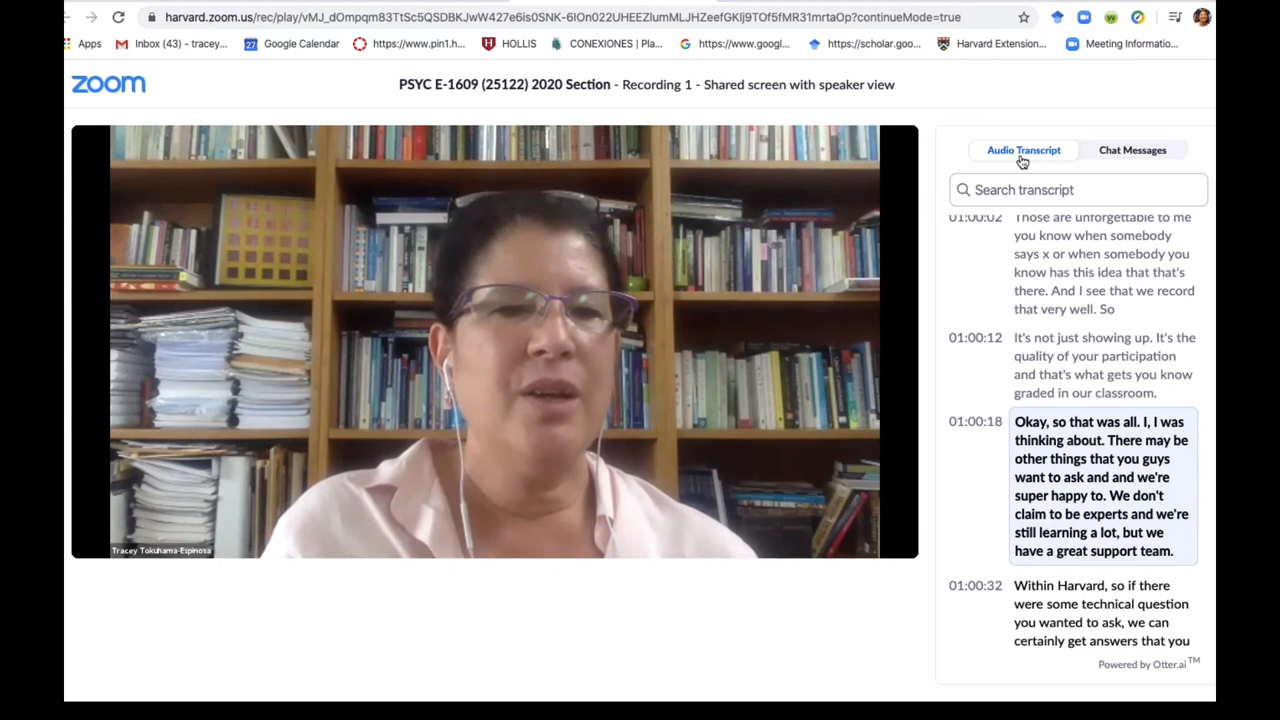 harvard.zoom.us/rec/play/vMJ_dOmpqm83TtSc5QSDBKJwW427e6is0SNK-6IOn022UHEEZlumMLJHZeefGKlj9TOf5fMR31mrtaOp?continueMode=true
Apps Inbox (43) - tracey... 27 Google Calendar https://www.pin1.h... HOLLIS CONEXIONES | Pla... https://www.googl... https://scholar.goo... Harvard Extension... Meeting Informatio...
zoom
PSYC E-1609 (25122) 2020 Section - Recording 1 - Shared screen with speaker view
Tracey Tokuhama-Espinosa
Audio Transcript Chat Messages
Search transcript
01:00:02 Those are unforgettable to me
you know when somebody
says x or when somebody you
know has this idea that that's
there. And I see that we record
that very well. So
01:00:12 It's not just showing up. It's the
quality of your participation
and that's what gets you know
graded in our classroom.
01:00:18 Okay, so that was all. I, I was
thinking about. There may be
other things that you guys
want to ask and and we're
super happy to. We don't
claim to be experts and we're
still learning a lot, but we
have a great support team.
01:00:32 Within Harvard, so if there
were some technical question
you wanted to ask, we can
certainly get answers that you
Powered by Otter.ai TM